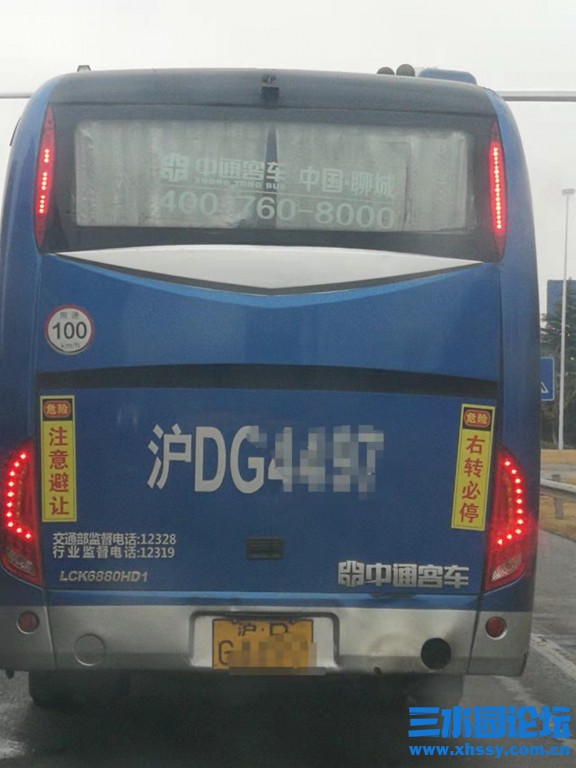 中通客车 中国·聊城
ZHONG TONG BUS
400-760-8000
限速
100
km/h
危险
注意避让
沪DG4497
危险
右转必停
交通部监督电话:12328
行业监督电话:12319
LCK6880HD1
中通客车
沪·D
G
三水园论坛
www.xhssy.com.cn